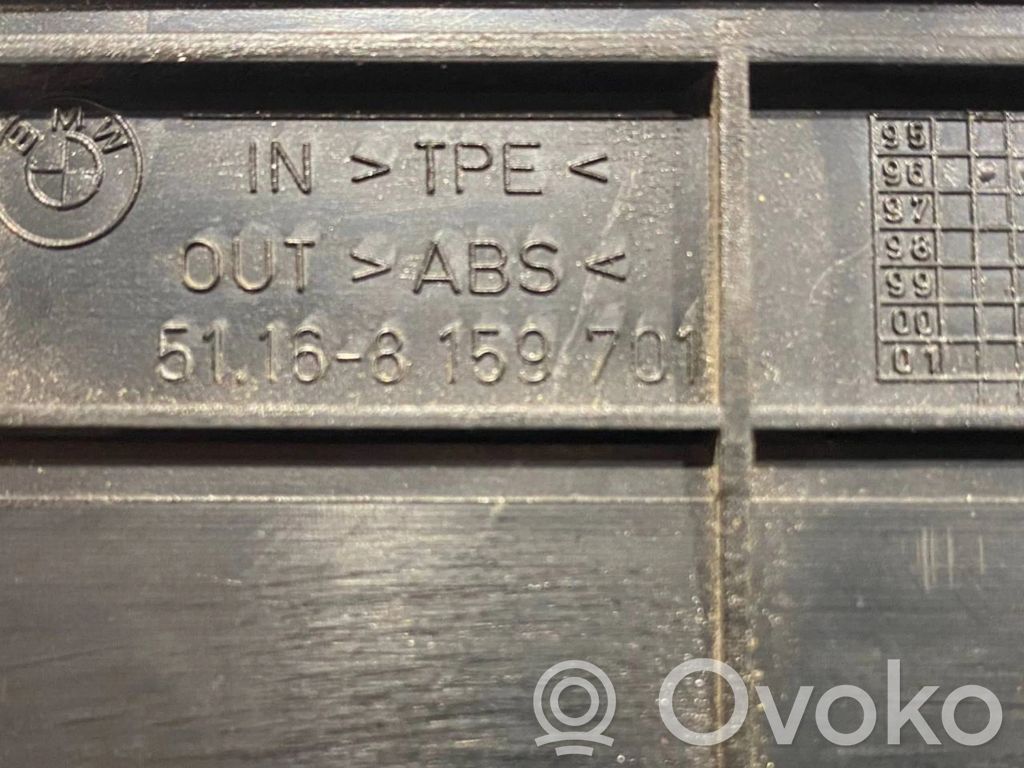 BMW
IN > TPE <
OUT > ABS <
51.16-8 159 701
95
96
97
98
99
00
01
Ovoko